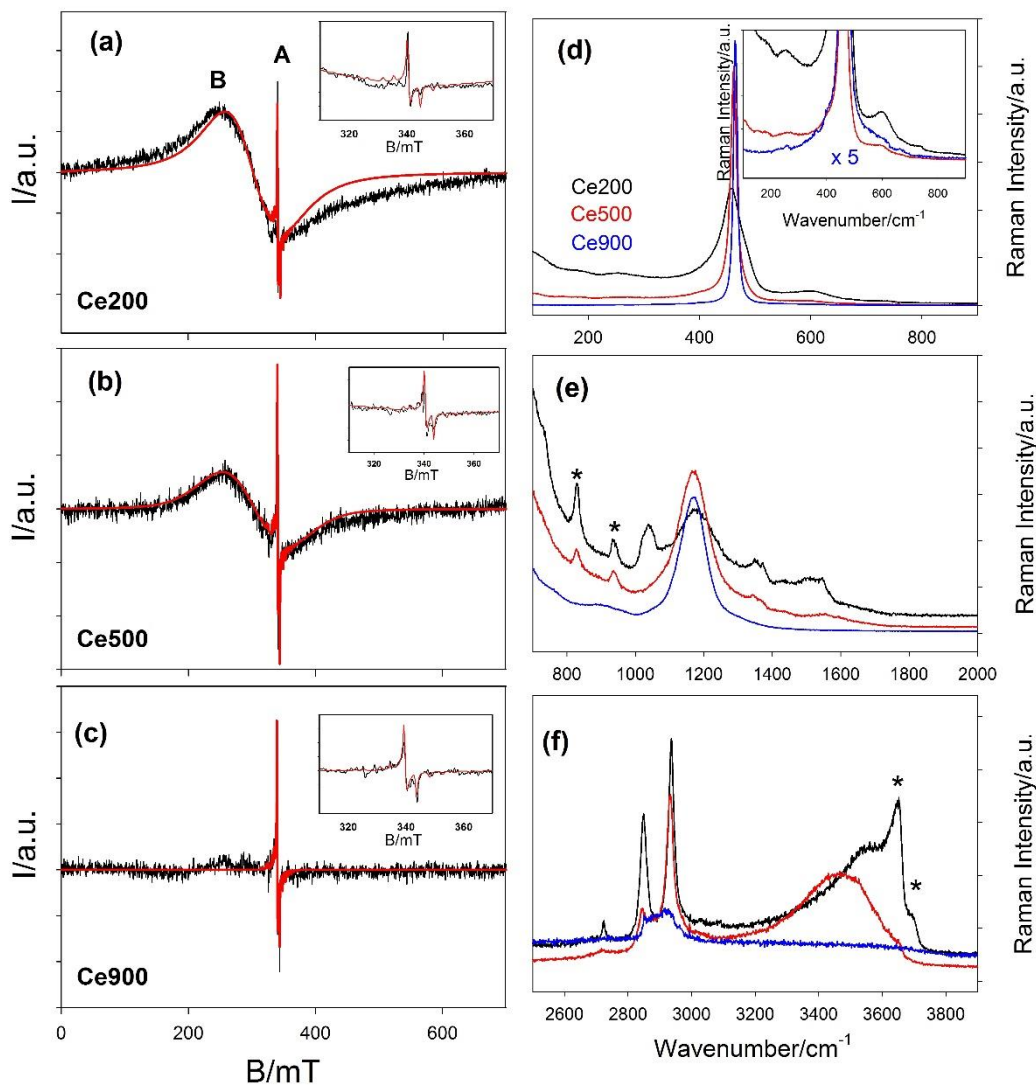 (a)
B
A
320 340 360
B/mT
I/a.u.
Ce200
(b)
320 340 360
B/mT
I/a.u.
Ce500
(c)
320 340 360
B/mT
I/a.u.
Ce900
0 200 400 600
B/mT
(d)
Raman Intensity/a.u.
x 5
200 400 600 800
Wavenumber/cm-1
Ce200
Ce500
Ce900
Raman Intensity/a.u.
200 400 600 800
(e)
*
*
Raman Intensity/a.u.
800 1000 1200 1400 1600 1800 2000
(f)
*
*
Raman Intensity/a.u.
2600 2800 3000 3200 3400 3600 3800
Wavenumber/cm-1